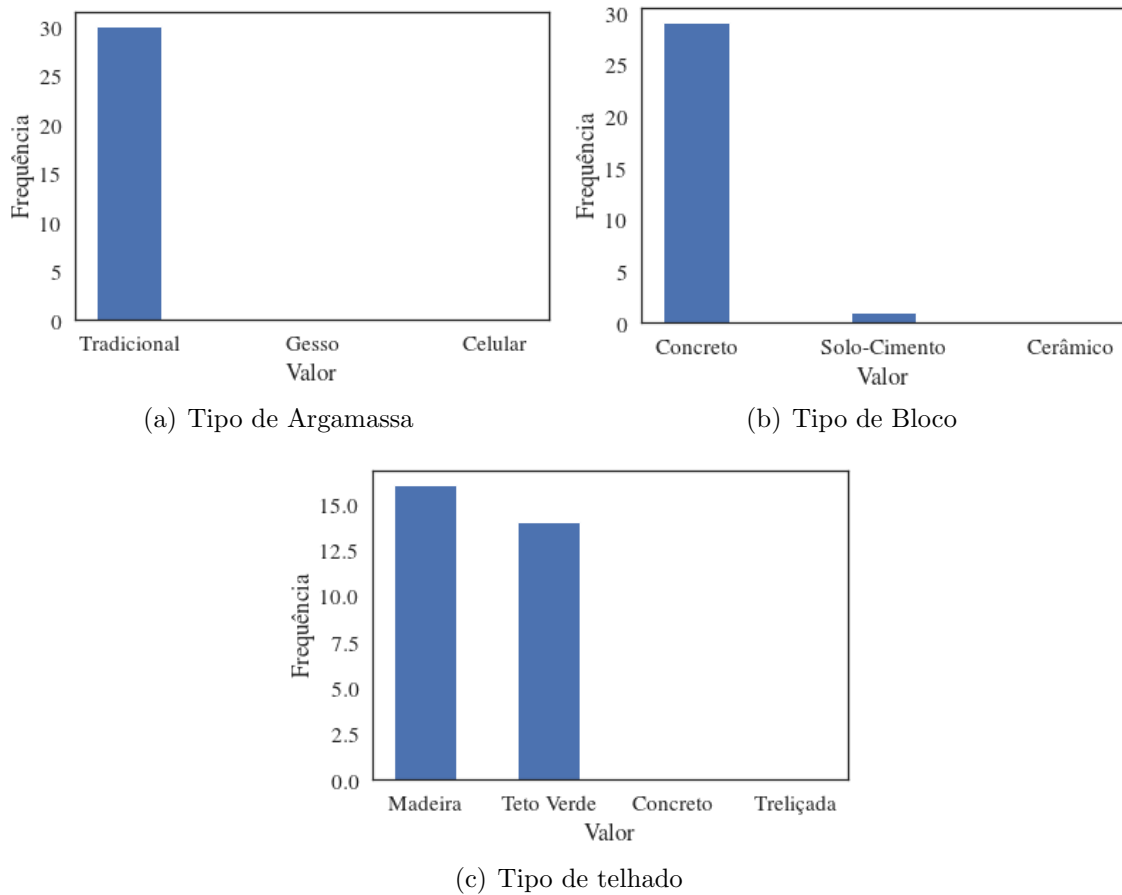 30
25
20
15
10
5
0
Frequência
Tradicional Gesso Celular
Valor
(a) Tipo de Argamassa
30
25
20
15
10
5
0
Frequência
Concreto Solo-Cimento Cerâmico
Valor
(b) Tipo de Bloco
15.0
12.5
10.0
7.5
5.0
2.5
0.0
Frequência
Madeira Teto Verde Concreto Treliçada
Valor
(c) Tipo de telhado